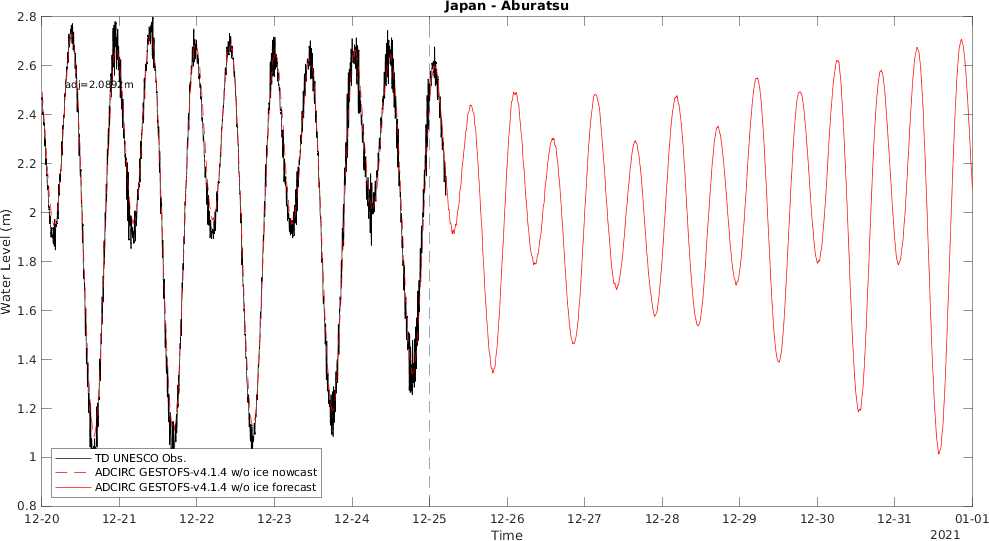 Japan - Aburatsu
2.8
2.6
2.4
2.2
2
1.8
1.6
1.4
1.2
1
0.8
Water Level (m)
adj=2.0892m
TD UNESCO Obs.
ADCIRC GESTOFS-v4.1.4 w/o ice nowcast
ADCIRC GESTOFS-v4.1.4 w/o ice forecast
12-20 12-21 12-22 12-23 12-24 12-25 12-26 12-27 12-28 12-29 12-30 12-31 01-01
Time
2021